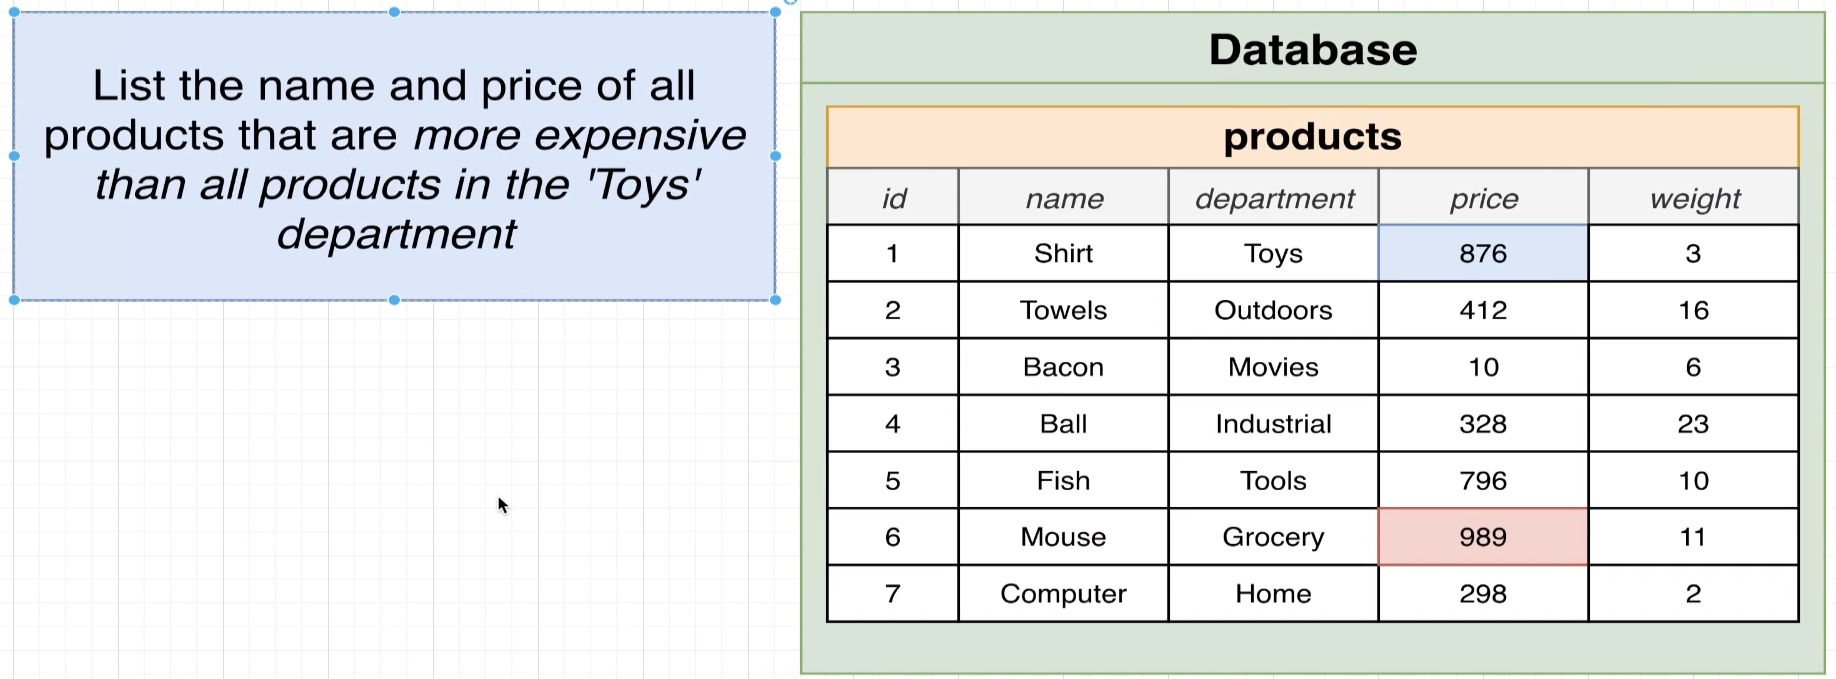 List the name and price of all
products that are more expensive
than all products in the 'Toys'
department
Database
products
id name department price weight
1 Shirt Toys 876 3
2 Towels Outdoors 412 16
3 Bacon Movies 10 6
4 Ball Industrial 328 23
5 Fish Tools 796 10
6 Mouse Grocery 989 11
7 Computer Home 298 2